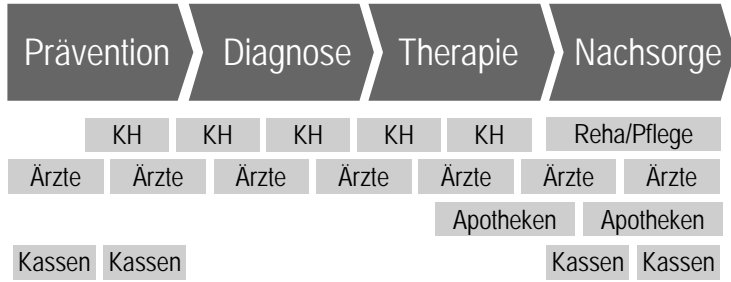 Prävention Diagnose Therapie Nachsorge
KH KH KH KH KH Reha/Pflege
Ärzte Ärzte Ärzte Ärzte Ärzte Ärzte Ärzte
Apotheken Apotheken
Kassen Kassen Kassen Kassen